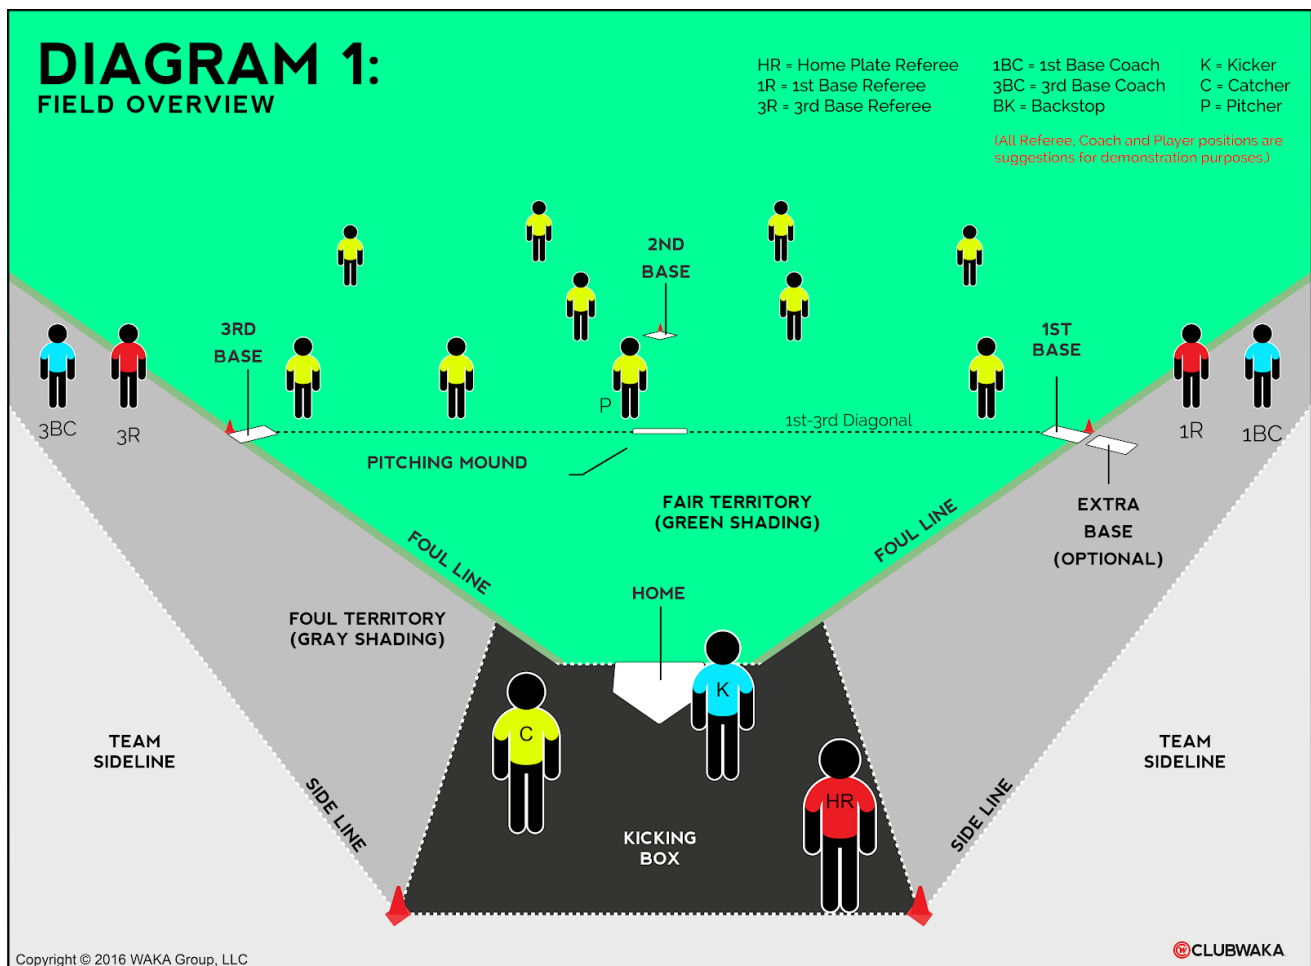 DIAGRAM 1:
FIELD OVERVIEW
HR = Home Plate Referee
1R = 1st Base Referee
3R = 3rd Base Referee
1BC = 1st Base Coach
3BC = 3rd Base Coach
BK = Backstop
K = Kicker
C = Catcher
P = Pitcher
(All Referee, Coach and Player positions are
suggestions for demonstration purposes.)
2ND
BASE
3RD
BASE
1ST
BASE
3BC
3R
P
1R
1BC
1st-3rd Diagonal
PITCHING MOUND
FAIR TERRITORY
(GREEN SHADING)
EXTRA
BASE
(OPTIONAL)
FOUL LINE
FOUL LINE
HOME
FOUL TERRITORY
(GRAY SHADING)
K
C
TEAM
SIDELINE
TEAM
SIDELINE
HR
SIDE LINE
SIDE LINE
KICKING
BOX
Copyright © 2016 WAKA Group, LLC
W CLUBWAKA